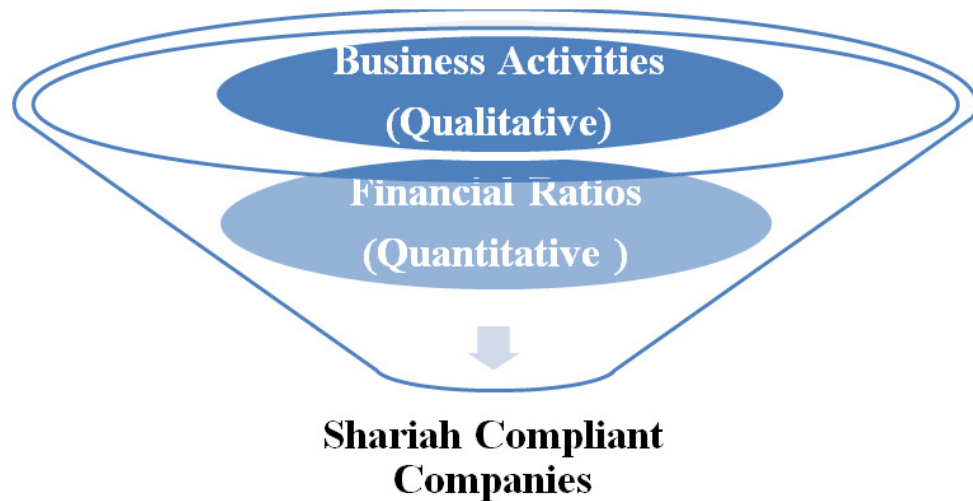 Business Activities
(Qualitative)
Financial Ratios
(Quantitative )
Shariah Compliant
Companies